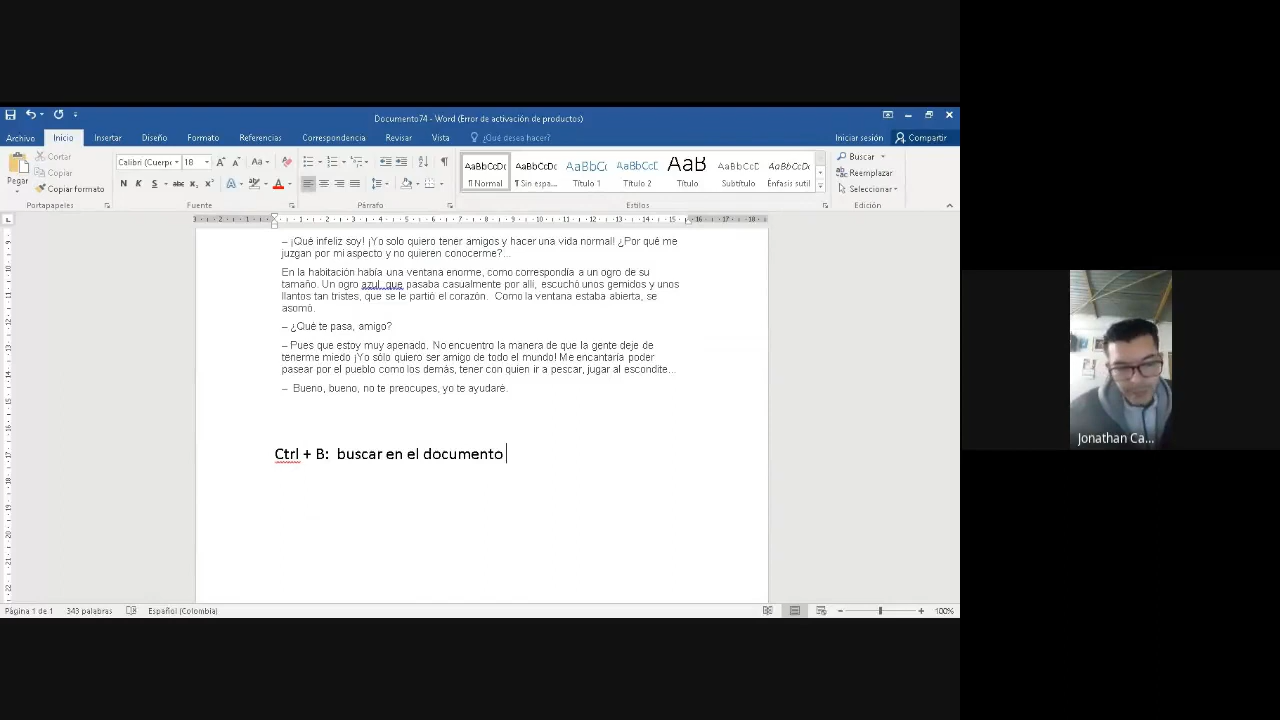 Documento74 - Word (Error de activación de productos)
Archivo Inicio Insertar Diseño Formato Referencias Correspondencia Revisar Vista ¿Qué desea hacer? Iniciar sesión Compartir
Pegar
Cortar
Copiar
Copiar formato
Portapapeles
Calibri (Cuerpo 18
N K S abc x₂ x²
Fuente
Párrafo
AaBbCcDc AaBbCcDc AaBbC( AaBbCcD AaB AaBbCcD AaBbCcDc
¶ Normal ¶ Sin espa... Título 1 Título 2 Título Subtítulo Énfasis sutil
Estilos
Buscar
Reemplazar
Seleccionar
Edición
– ¡Qué infeliz soy! ¡Yo solo quiero tener amigos y hacer una vida normal! ¿Por qué me
juzgan por mi aspecto y no quieren conocerme?...
En la habitación había una ventana enorme, como correspondía a un ogro de su
tamaño. Un ogro azul que pasaba casualmente por allí, escuchó unos gemidos y unos
llantos tan tristes, que se le partió el corazón. Como la ventana estaba abierta, se
asomó.
– ¿Qué te pasa, amigo?
– Pues que estoy muy apenado. No encuentro la manera de que la gente deje de
tenerme miedo ¡Yo sólo quiero ser amigo de todo el mundo! Me encantaría poder
pasear por el pueblo como los demás, tener con quien ir a pescar, jugar al escondite...
– Bueno, bueno, no te preocupes, yo te ayudaré.
Ctrl + B: buscar en el documento
Página 1 de 1 343 palabras Español (Colombia) 100%
Jonathan Ca...